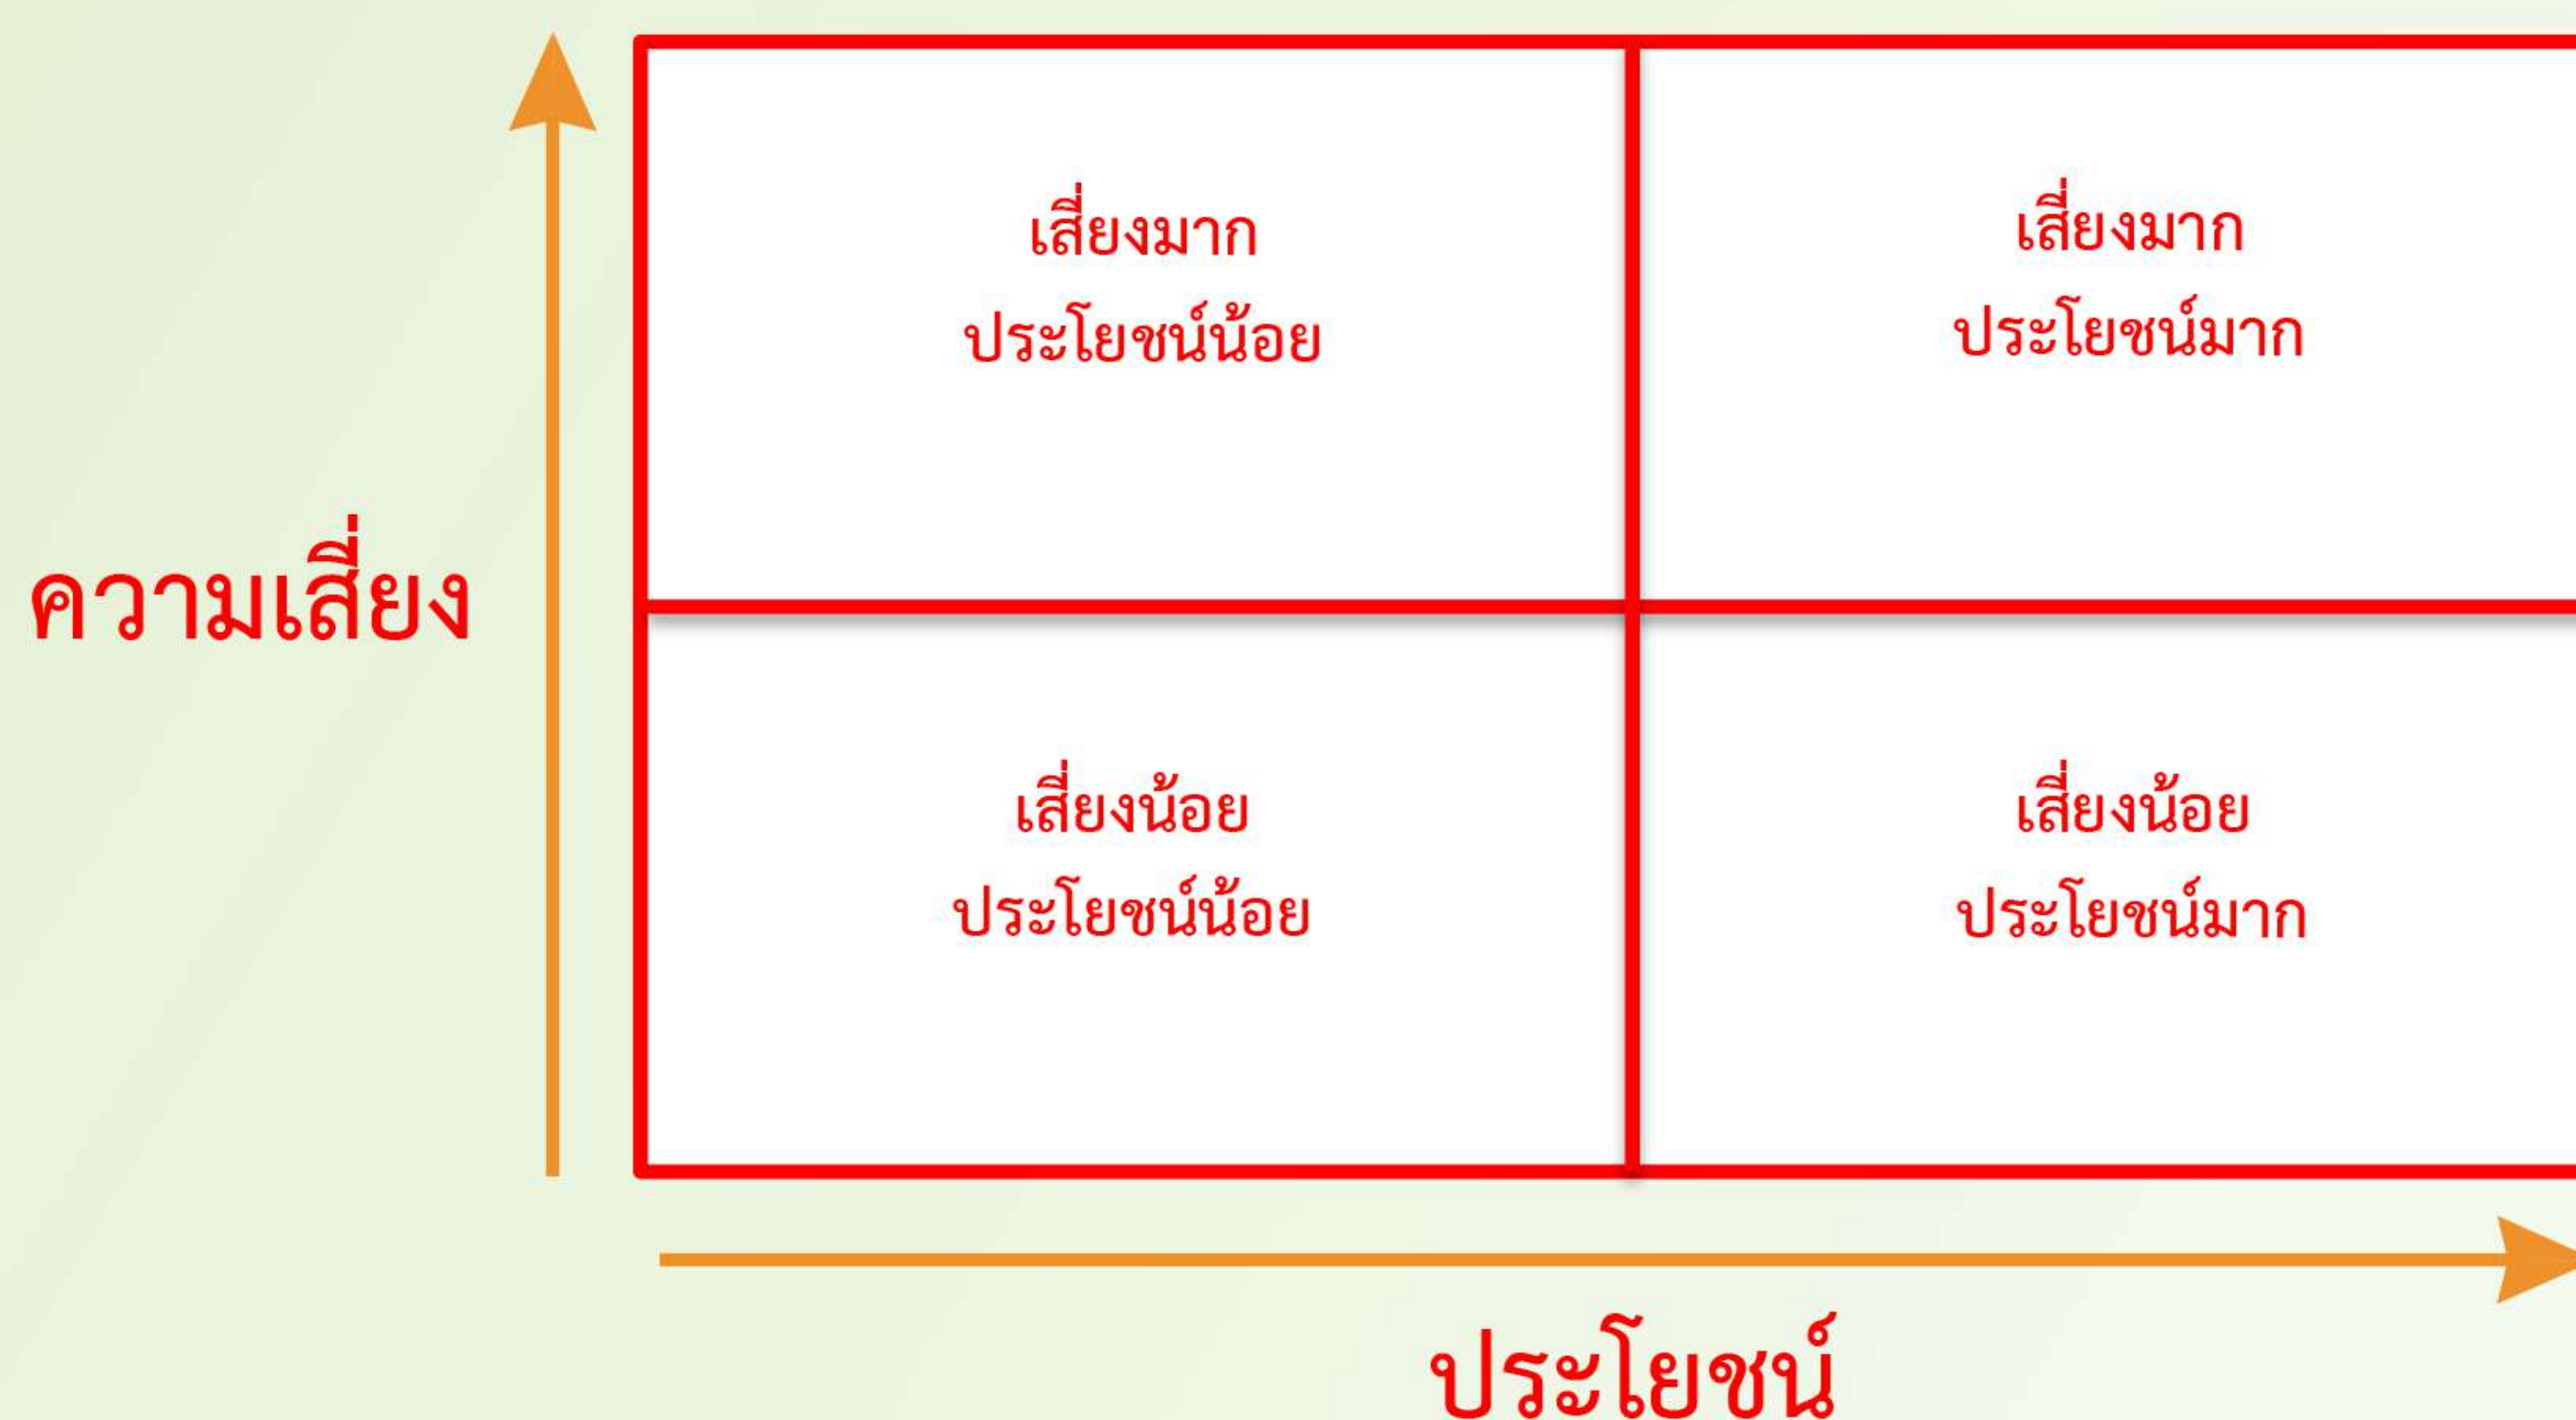 เสี่ยงมาก
ประโยชน์น้อย
เสี่ยงมาก
ประโยชน์มาก
ความเสี่ยง
เสี่ยงน้อย
ประโยชน์น้อย
เสี่ยงน้อย
ประโยชน์มาก
ประโยชน์